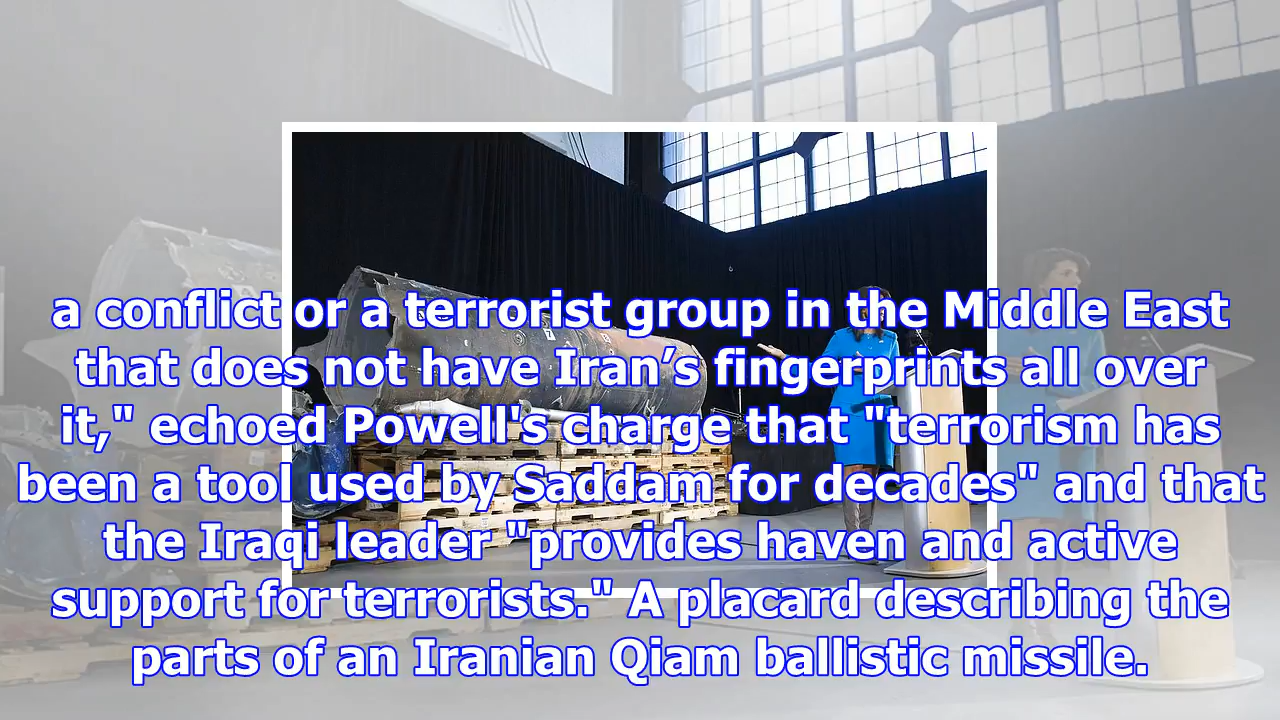 a conflict or a terrorist group in the Middle East
that does not have Iran’s fingerprints all over
it," echoed Powell's charge that "terrorism has
been a tool used by Saddam for decades" and that
the Iraqi leader "provides haven and active
support for terrorists." A placard describing the
parts of an Iranian Qiam ballistic missile.